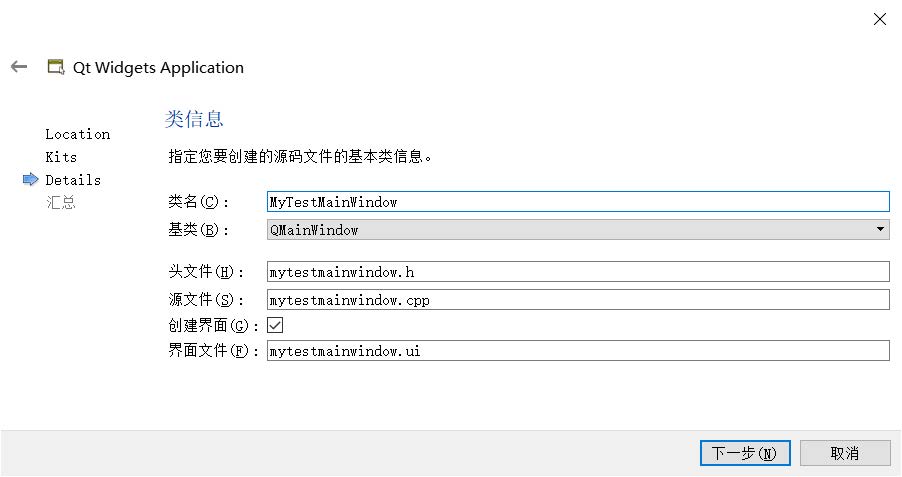 Qt Widgets Application
Location
Kits
Details
汇总
类信息
指定您要创建的源码文件的基本类信息。
类名(C)： MyTestMainWindow
基类(B)： QMainWindow
头文件(H)： mytestmainwindow.h
源文件(S)： mytestmainwindow.cpp
创建界面(G)：
界面文件(F)： mytestmainwindow.ui
下一步(N) 取消